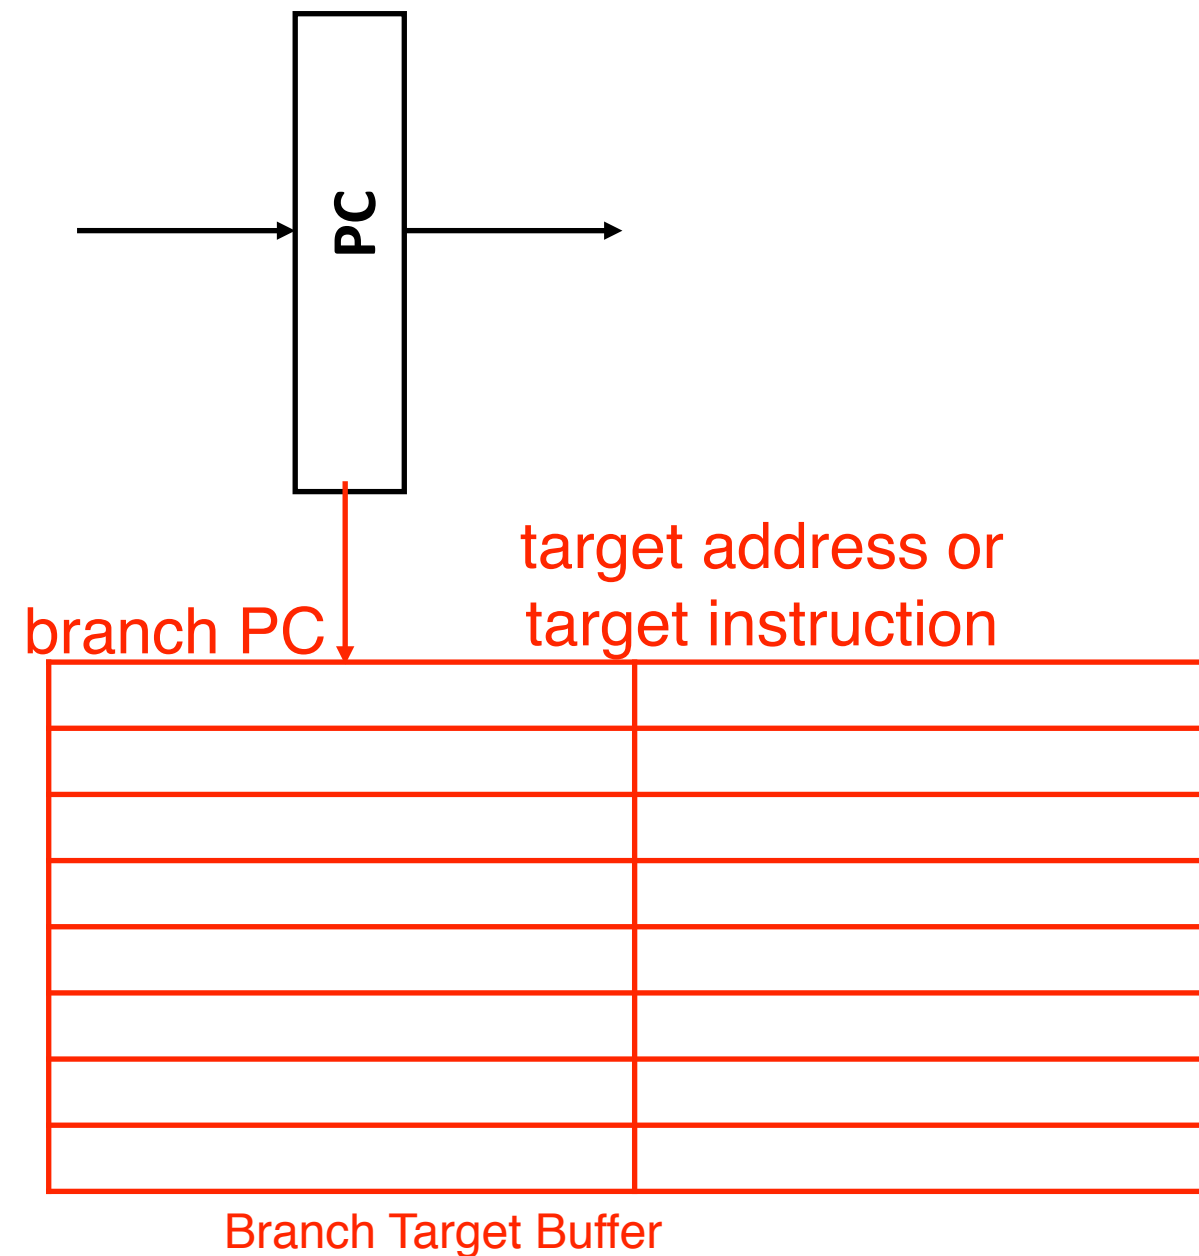 PC
target address or
target instruction
branch PC
Branch Target Buffer